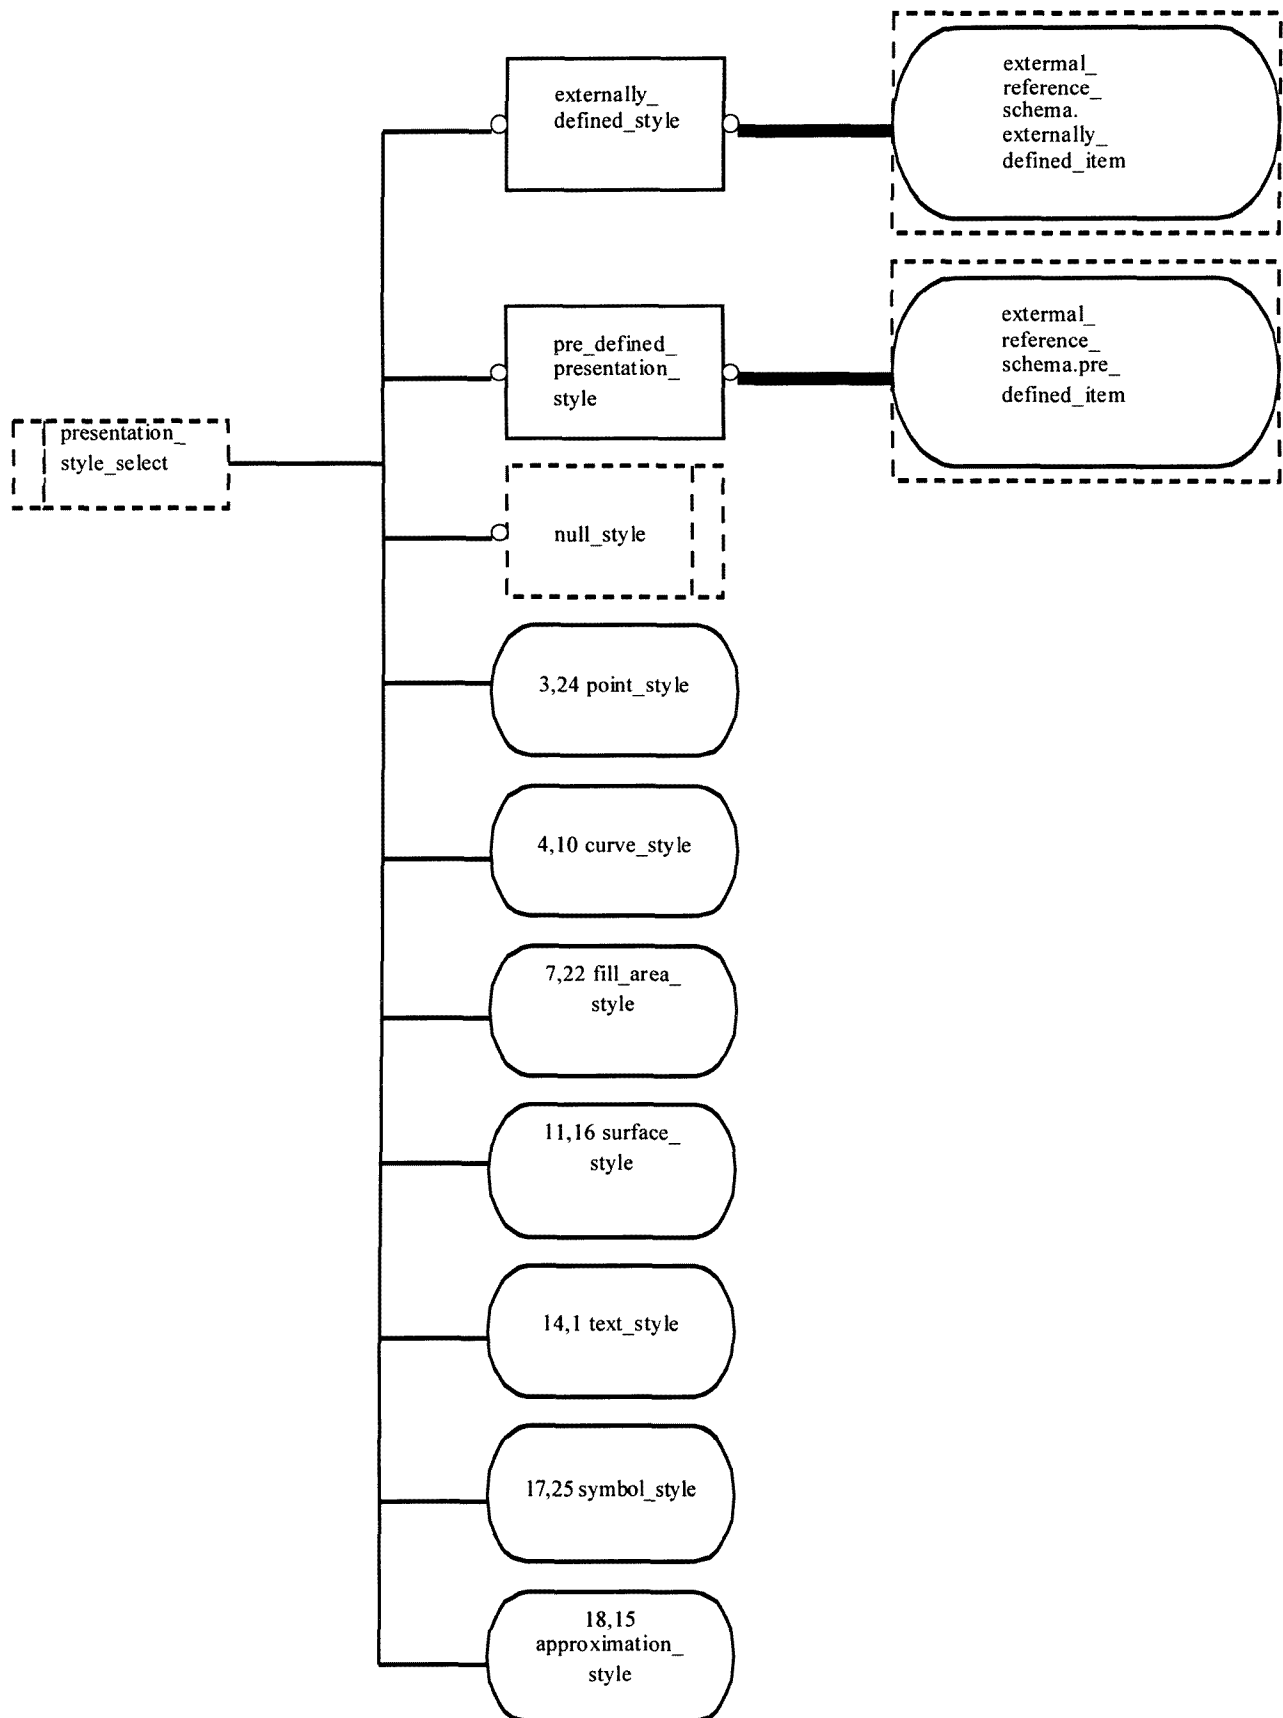 externally_
defined_style
extermal_
reference_
schema.
externally_
defined_item
pre_defined_
presentation_
style
extermal_
reference_
schema.pre_
defined_item
presentation_
style_select
null_style
3,24 point_style
4,10 curve_style
7,22 fill_area_
style
11,16 surface_
style
14,1 text_style
17,25 symbol_style
18,15
approximation_
style